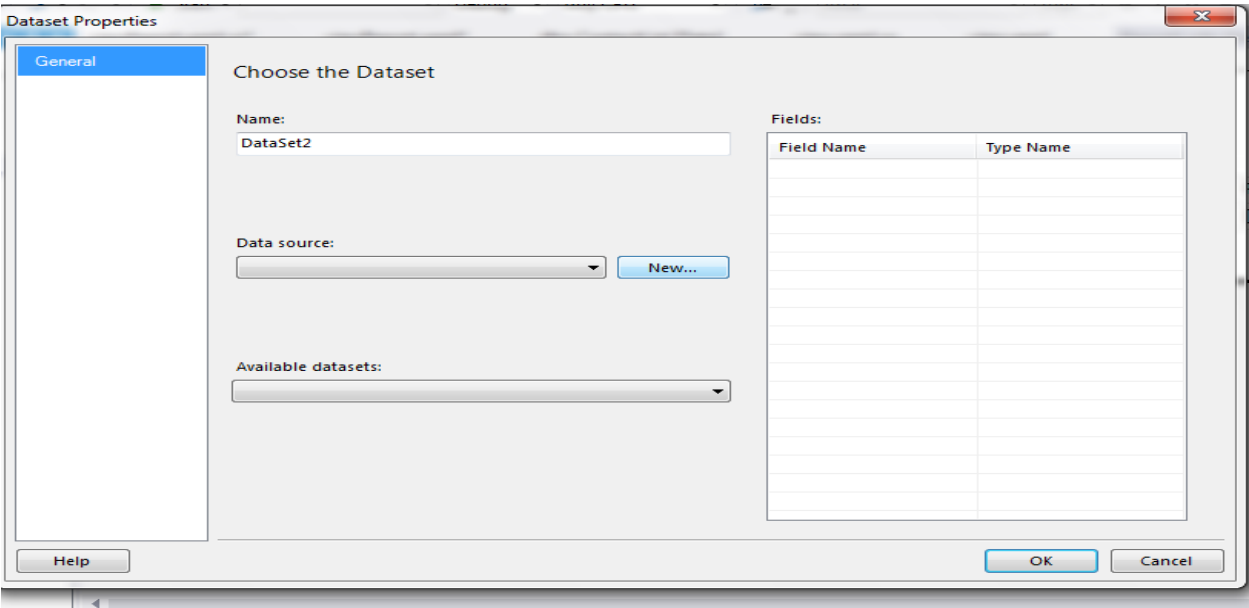 Dataset Properties
General
Choose the Dataset
Name:
DataSet2
Data source:
New...
Available datasets:
Fields:
Field Name Type Name
Help
OK
Cancel